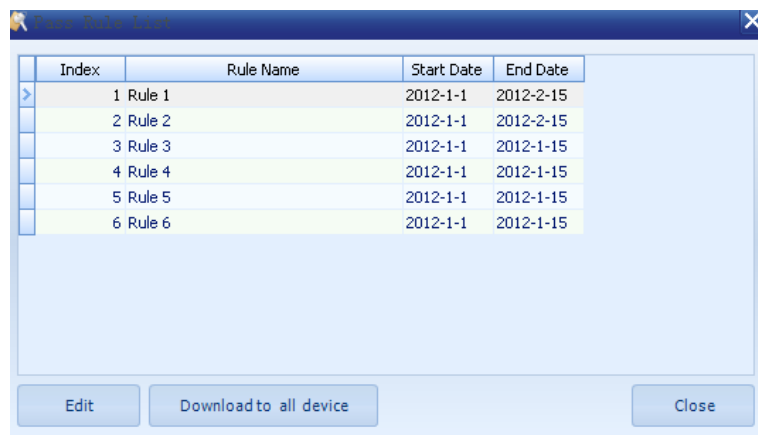 Pass Rule List
Index Rule Name Start Date End Date
1 Rule 1 2012-1-1 2012-2-15
2 Rule 2 2012-1-1 2012-2-15
3 Rule 3 2012-1-1 2012-1-15
4 Rule 4 2012-1-1 2012-1-15
5 Rule 5 2012-1-1 2012-1-15
6 Rule 6 2012-1-1 2012-1-15
Edit Download to all device Close